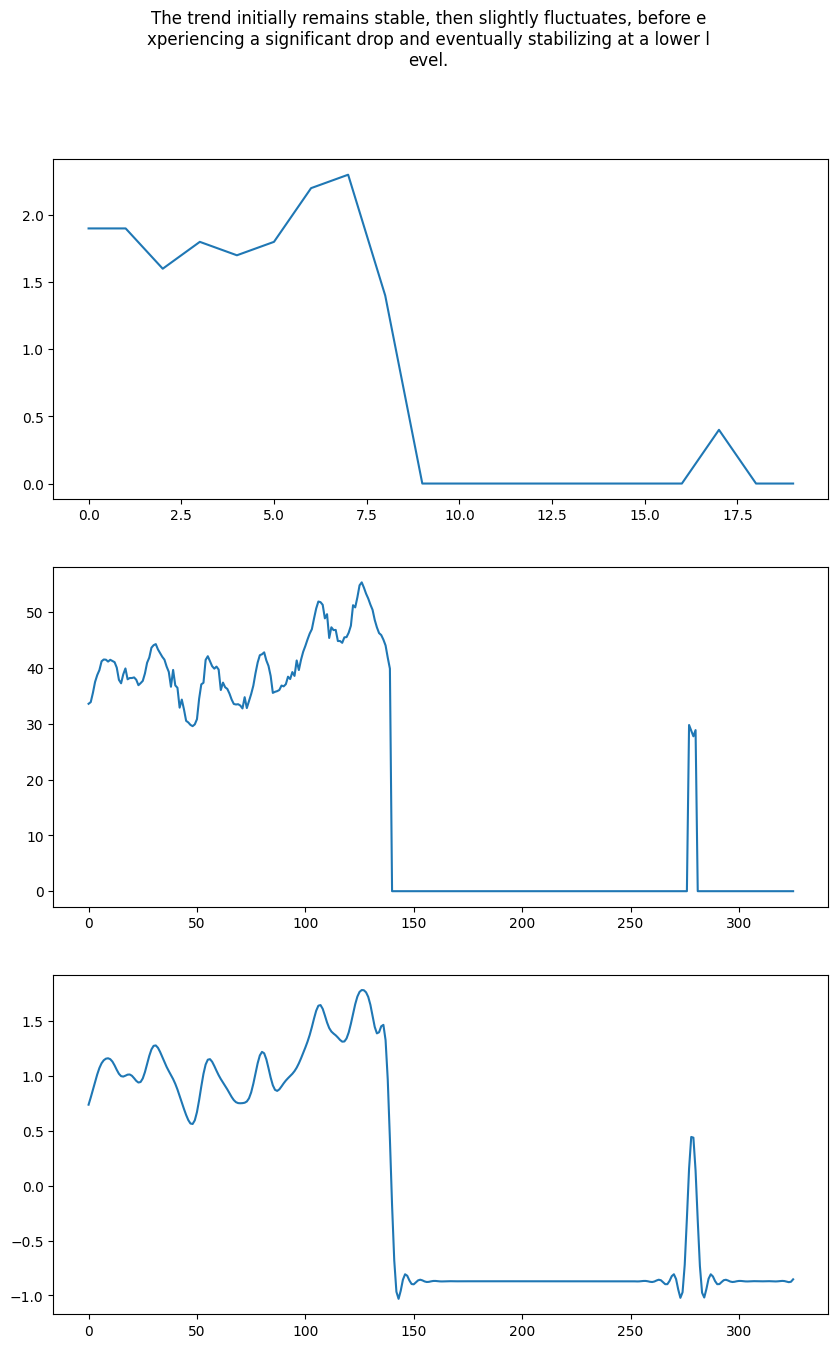 The trend initially remains stable, then slightly fluctuates, before e
xperiencing a significant drop and eventually stabilizing at a lower l
evel.
2.0
1.5
1.0
0.5
0.0
0.0 2.5 5.0 7.5 10.0 12.5 15.0 17.5
50
40
30
20
10
0
0 50 100 150 200 250 300
1.5
1.0
0.5
0.0
−0.5
−1.0
0 50 100 150 200 250 300